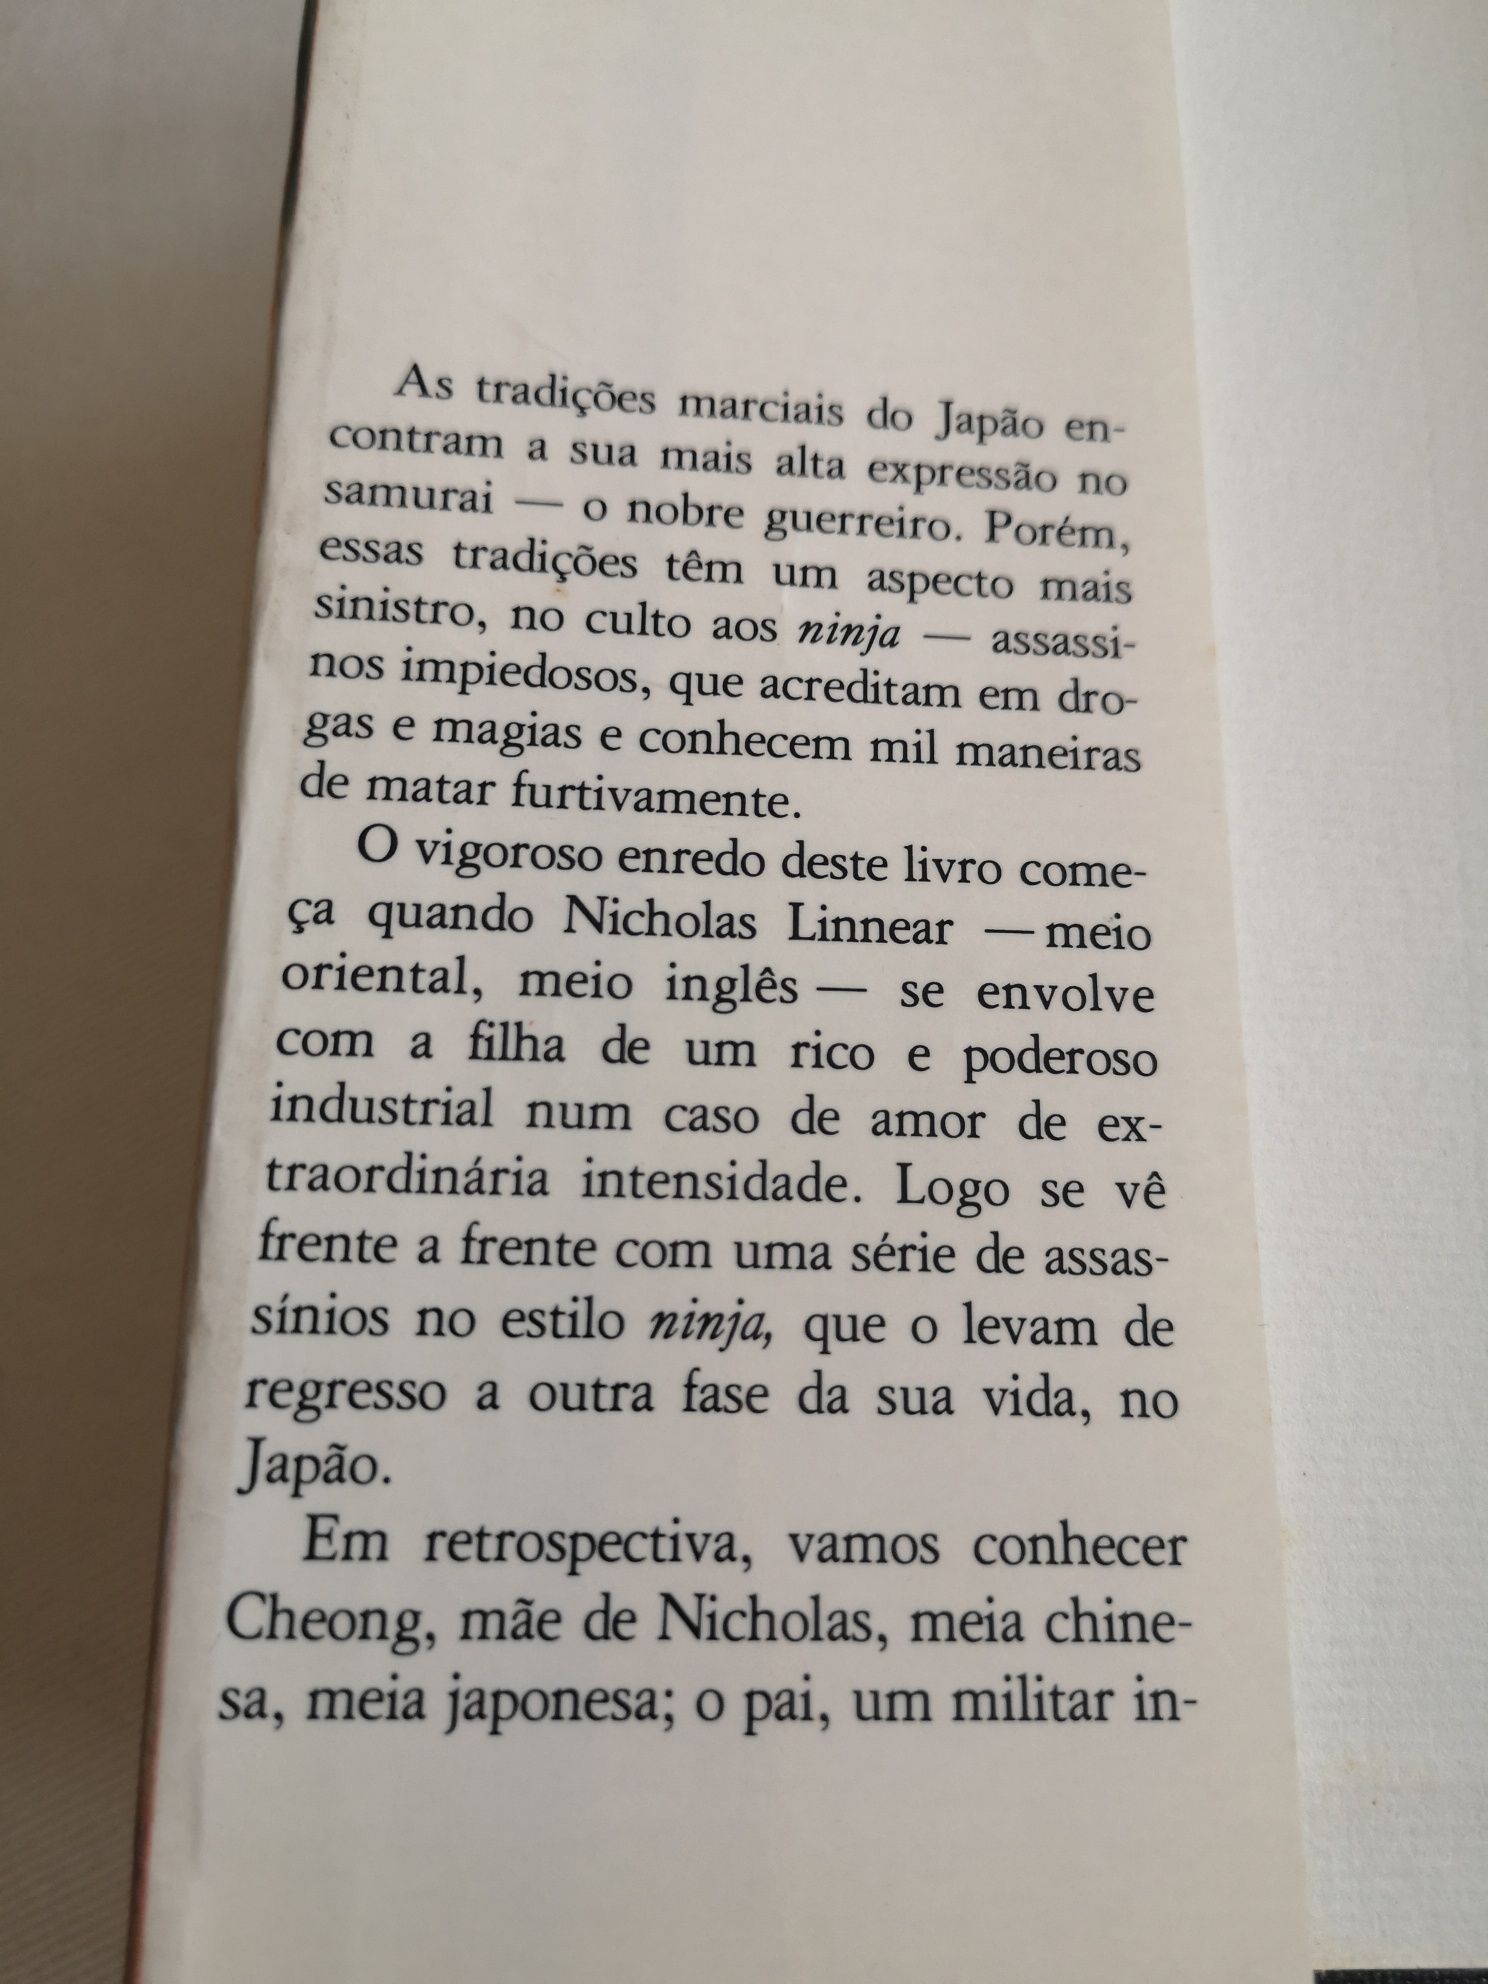 As tradições marciais do Japão en-
contram a sua mais alta expressão no
samurai — o nobre guerreiro. Porém,
essas tradições têm um aspecto mais
sinistro, no culto aos ninja — assassi-
nos impiedosos, que acreditam em dro-
gas e magias e conhecem mil maneiras
de matar furtivamente.
O vigoroso enredo deste livro come-
ça quando Nicholas Linnear — meio
oriental, meio inglês — se envolve
com a filha de um rico e poderoso
industrial num caso de amor de ex-
traordinária intensidade. Logo se vê
frente a frente com uma série de assas-
sínios no estilo ninja, que o levam de
regresso a outra fase da sua vida, no
Japão.
Em retrospectiva, vamos conhecer
Cheong, mãe de Nicholas, meia chine-
sa, meia japonesa; o pai, um militar in-